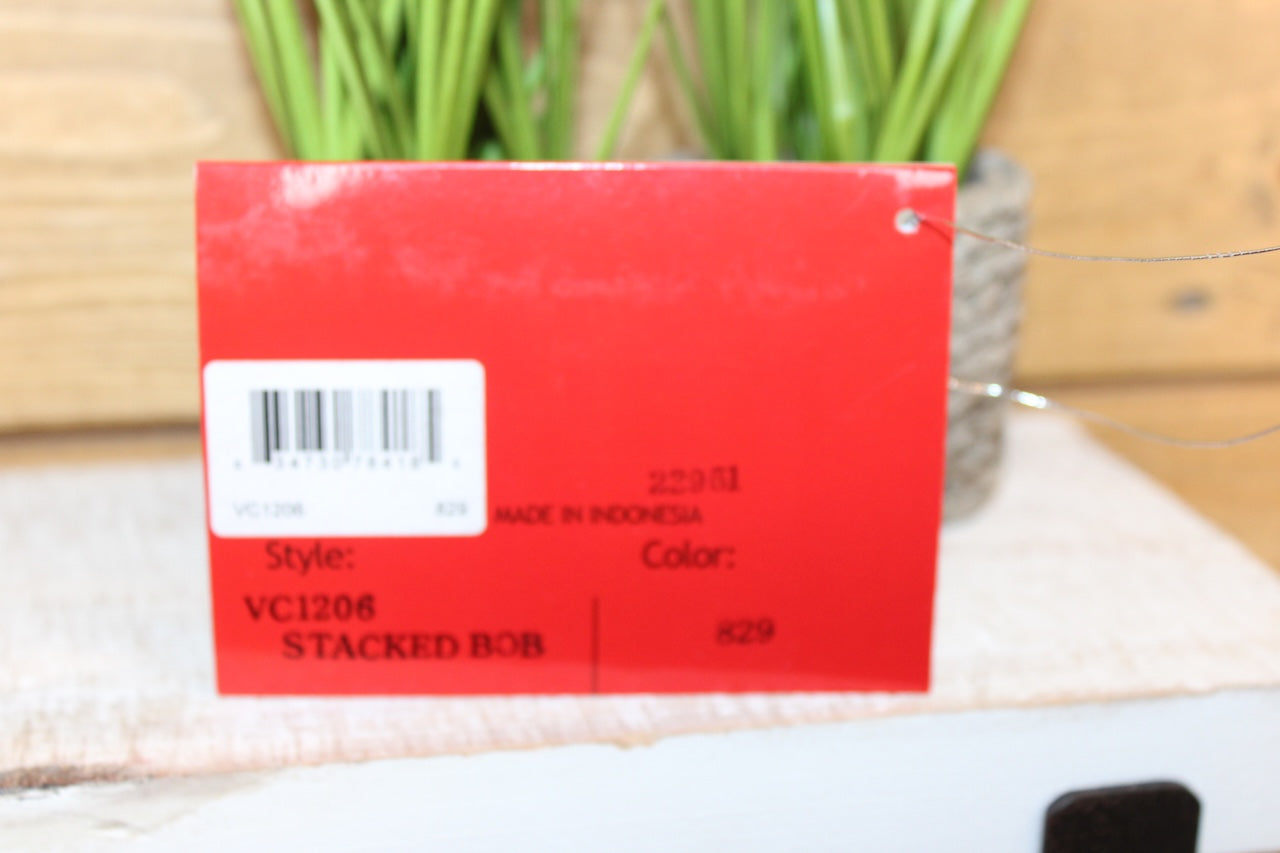 VC1206 829
22951
MADE IN INDONESIA
Style: Color:
VC1206
STACKED BOB 829